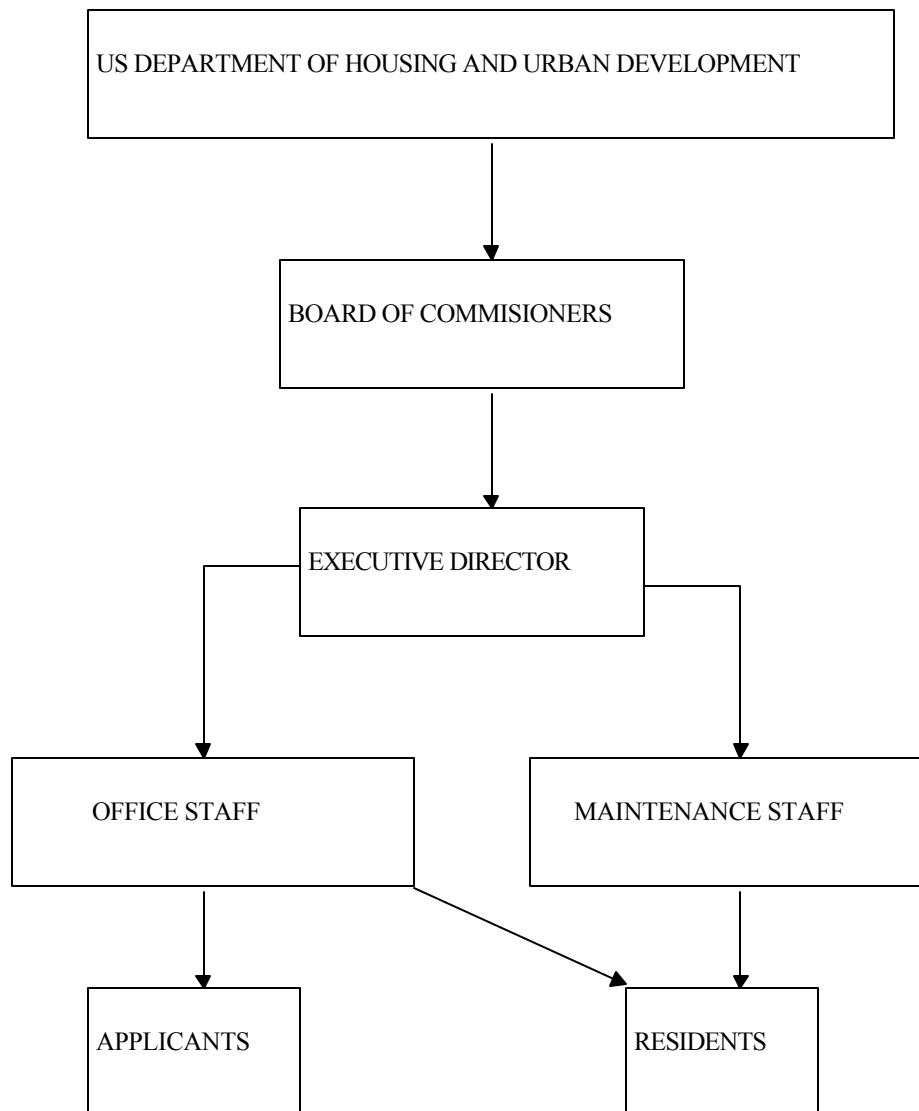 US DEPARTMENT OF HOUSING AND URBAN DEVELOPMENT
BOARD OF COMMISIONERS
EXECUTIVE DIRECTOR
OFFICE STAFF
MAINTENANCE STAFF
APPLICANTS
RESIDENTS